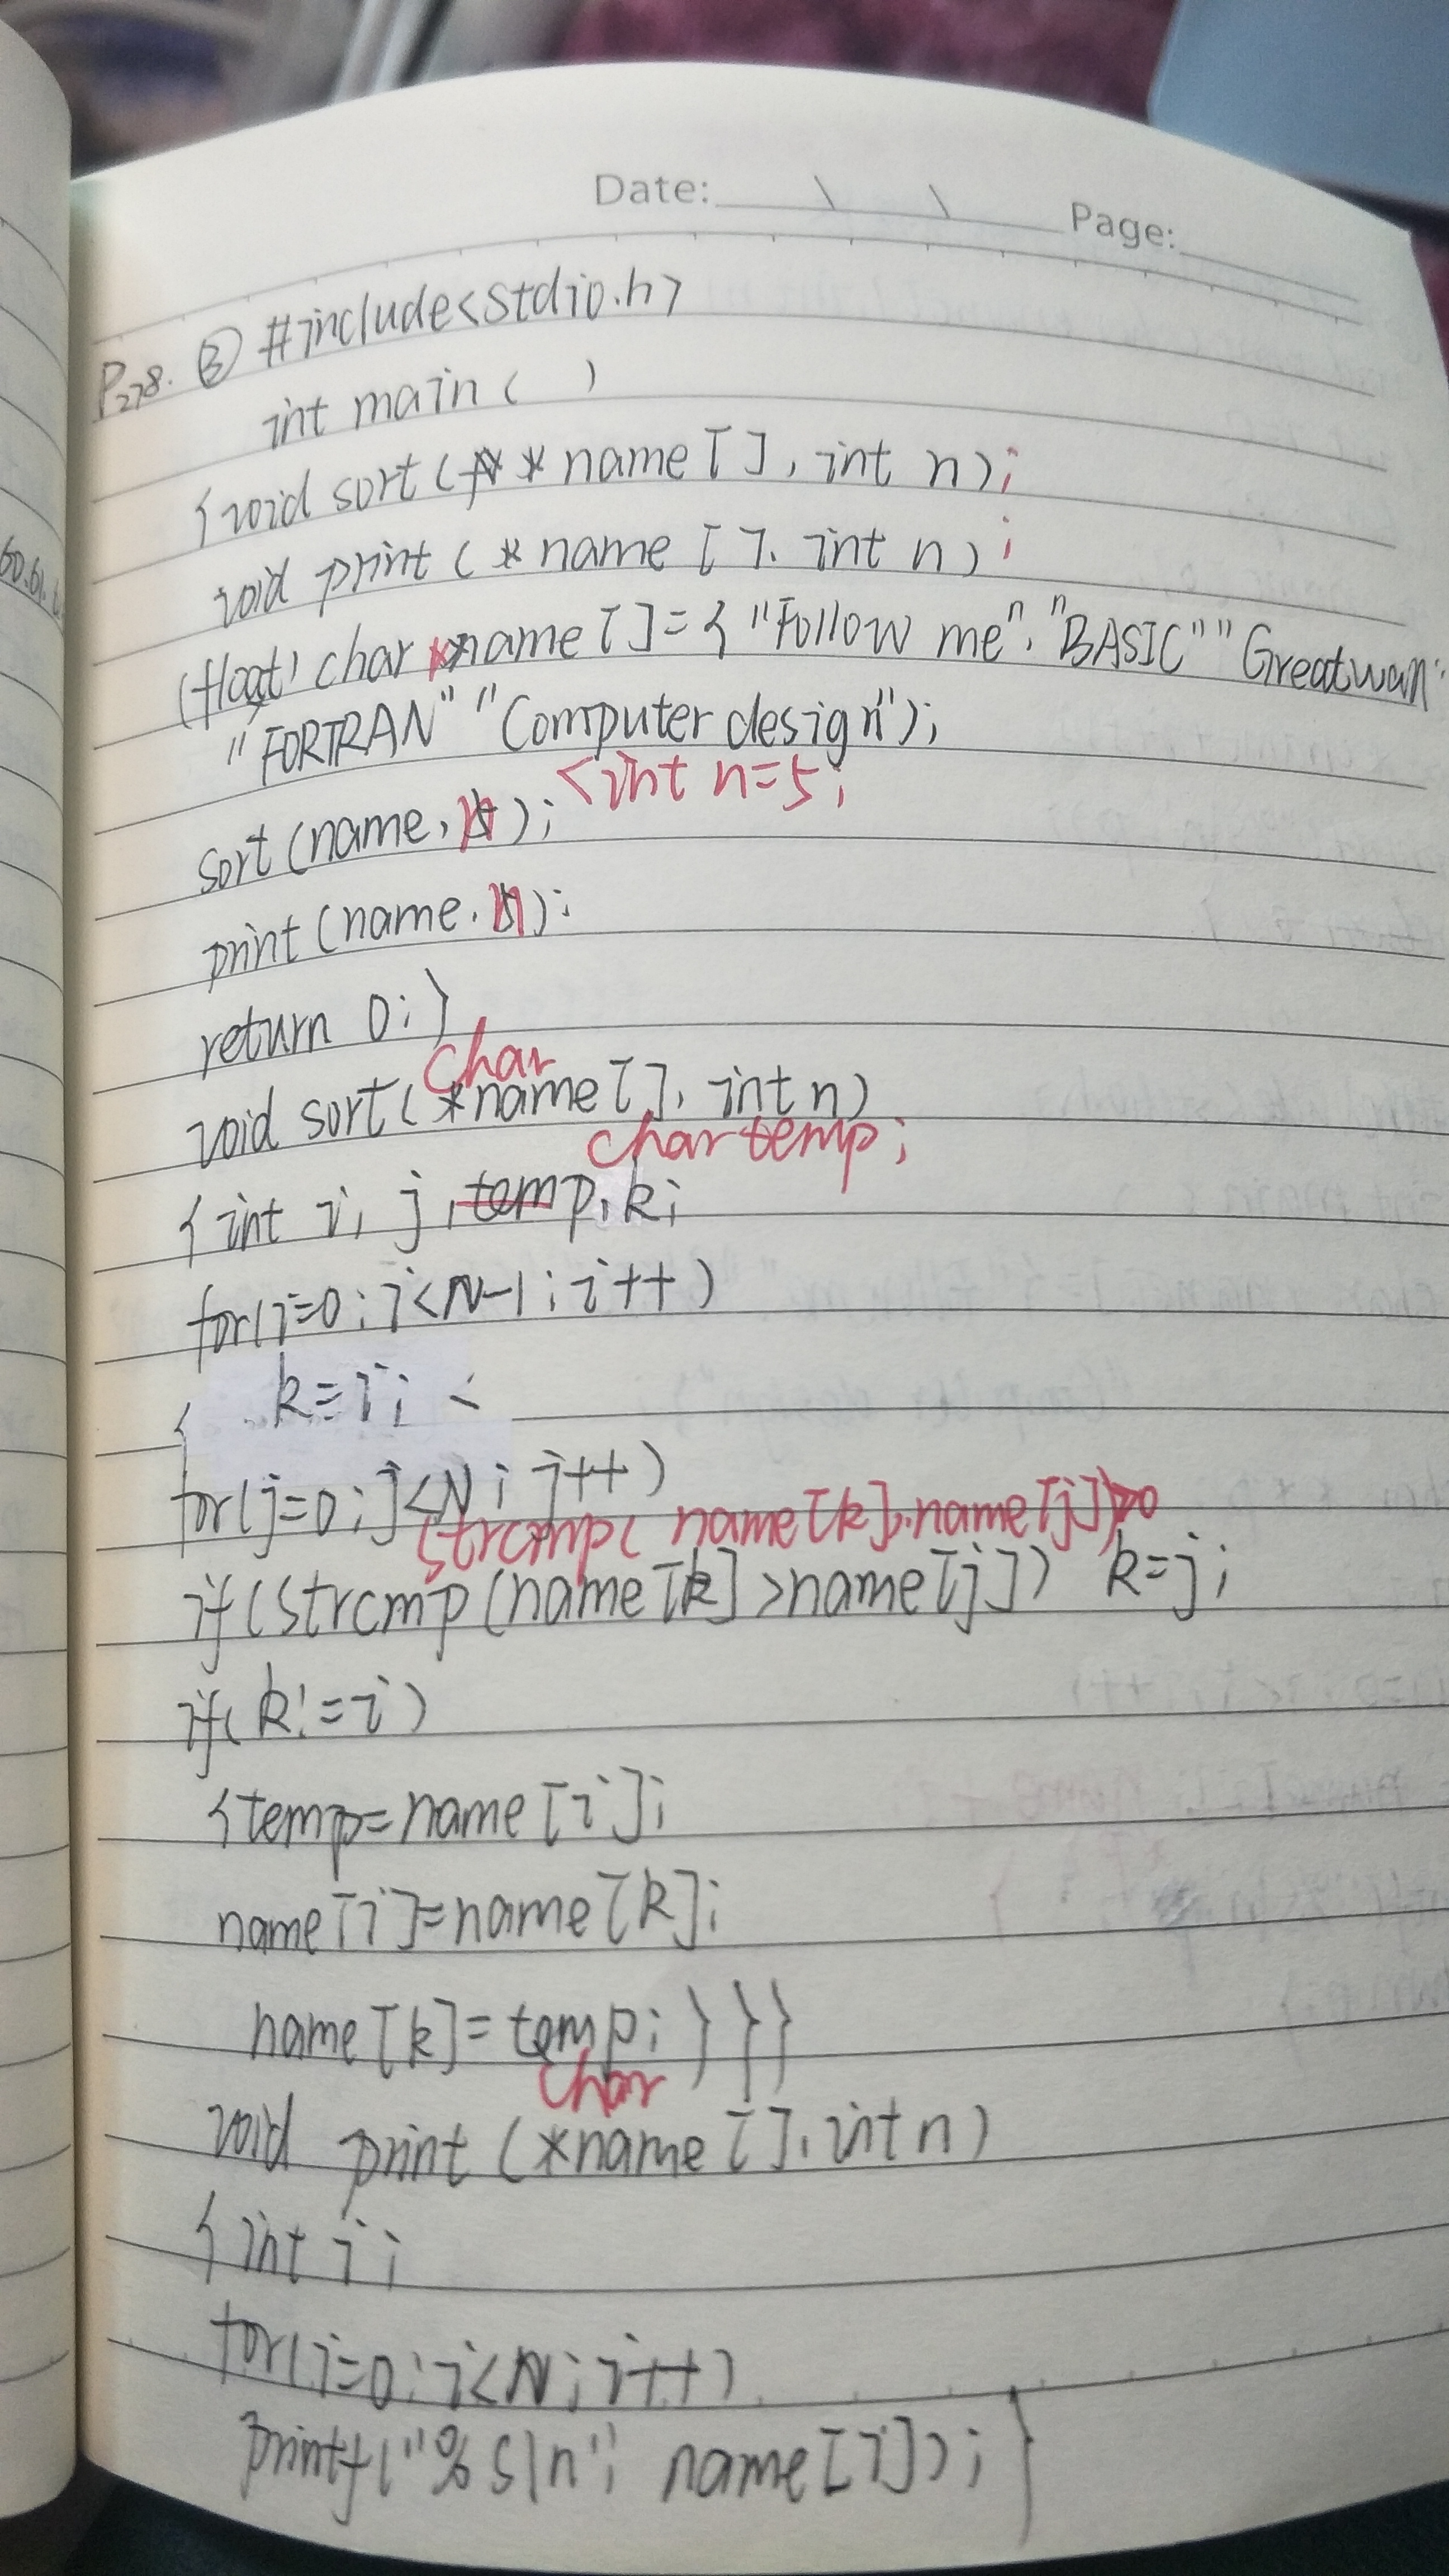 Date: Page:
P278. ③ #include<stdio.h>
int main( )
{void sort( * name [], int n);
void print ( * name [], int n);
(float) char *name []={ "Follow me", "BASIC" "Greatwall"
"FORTRAN" "Computer design");
<int n=5;
sort(name, n);
print(name, n);
return 0; }
char
void sort( *name [], int n)
char temp;
{int i, j, temp, k;
for(i=0; i<N-1; i++)
{ k=i; <
for(j=0; j<N; j++)
strcmp( name[k], name[j])>0
if(strcmp(name[k] >name[j]) k=j;
if( k!=i)
{temp=name [i];
name [i]=name [k];
name [k]= temp; } } }
char
void print (*name [], int n)
{int i;
for(i=0; i<N; i++)
printf("%s\n", name [i]); }